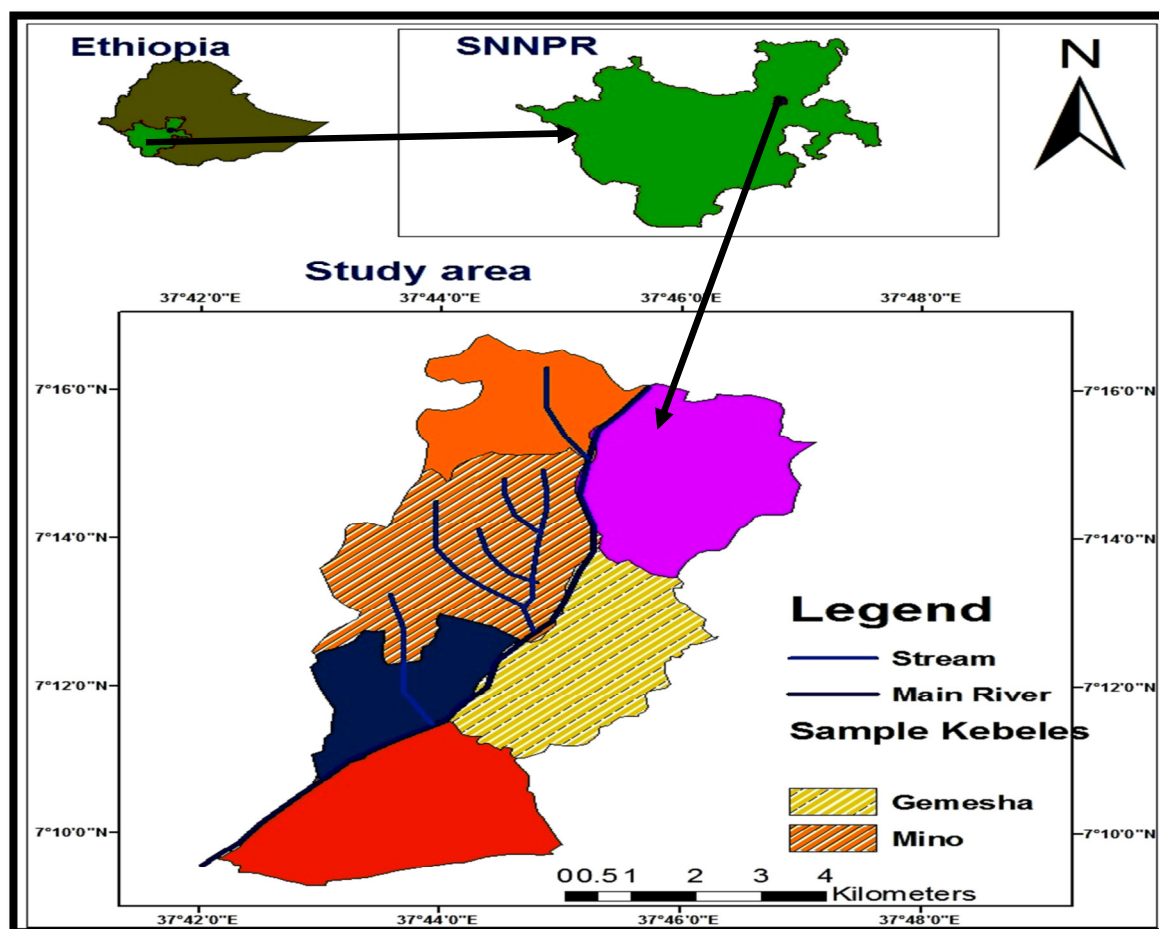 Ethiopia
SNNPR
N
Study area
37°42'0"E 37°44'0"E 37°46'0"E 37°48'0"E
7°16'0"N 7°16'0"N
7°14'0"N 7°14'0"N
Legend
Stream
7°12'0"N 7°12'0"N
Main River
Sample Kebeles
Gemesha
7°10'0"N 7°10'0"N
Mino
0 0.5 1 2 3 4
Kilometers
37°42'0"E 37°44'0"E 37°46'0"E 37°48'0"E